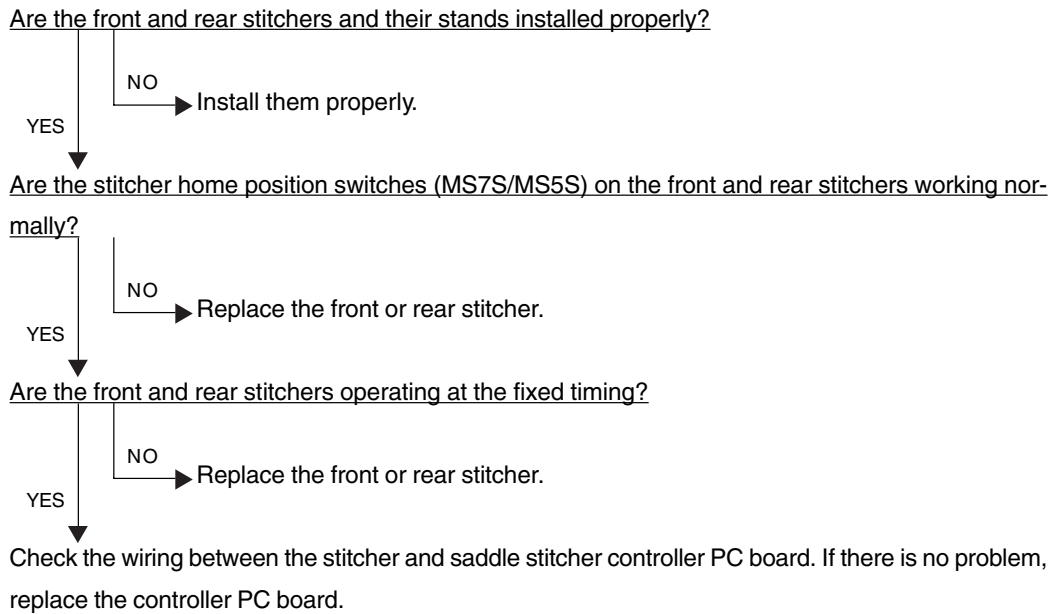 Are the front and rear stitchers and their stands installed properly?
NO
Install them properly.
YES
Are the stitcher home position switches (MS7S/MS5S) on the front and rear stitchers working nor-
mally?
NO
Replace the front or rear stitcher.
YES
Are the front and rear stitchers operating at the fixed timing?
NO
Replace the front or rear stitcher.
YES
Check the wiring between the stitcher and saddle stitcher controller PC board. If there is no problem,
replace the controller PC board.